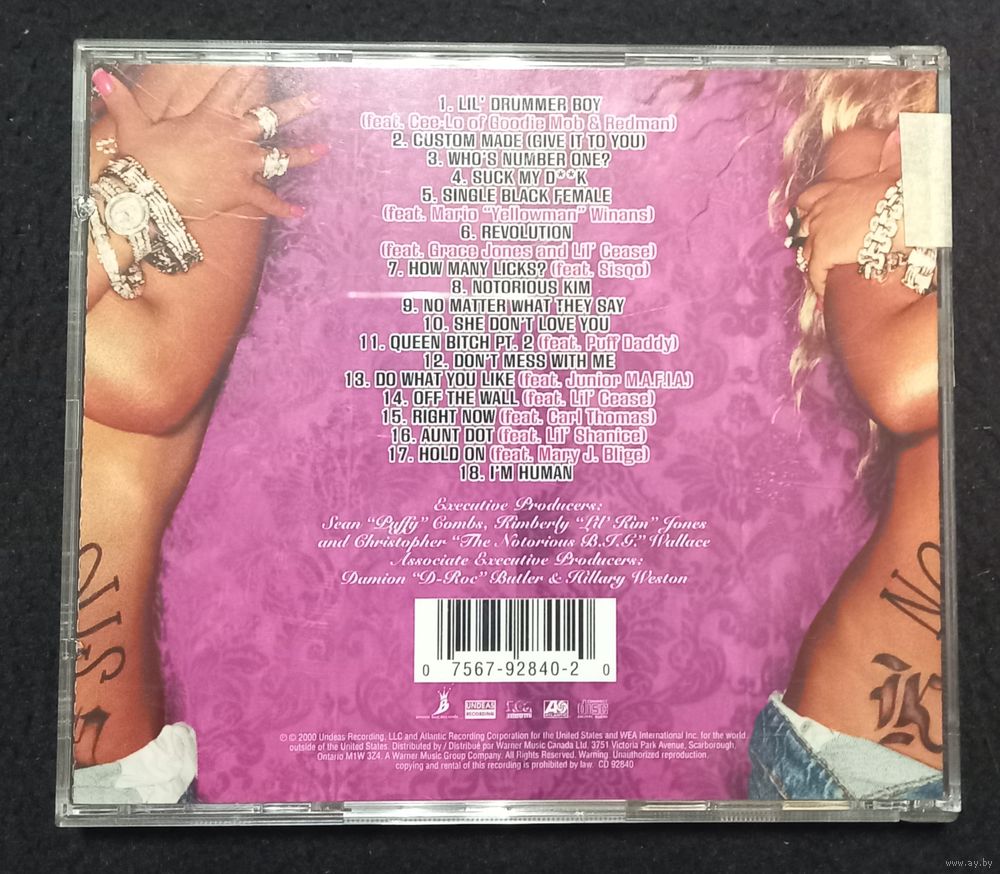 1. LIL' DRUMMER BOY
(feat. Cee-Lo of Goodie Mob & Redman)
2. CUSTOM MADE (GIVE IT TO YOU)
3. WHO'S NUMBER ONE?
4. SUCK MY D**K
5. SINGLE BLACK FEMALE
(feat. Mario "Yellowman" Winans)
6. REVOLUTION
(feat. Grace Jones and Lil' Cease)
7. HOW MANY LICKS? (feat. Sisqo)
8. NOTORIOUS KIM
9. NO MATTER WHAT THEY SAY
10. SHE DON'T LOVE YOU
11. QUEEN BITCH PT. 2 (feat. Puff Daddy)
12. DON'T MESS WITH ME
13. DO WHAT YOU LIKE (feat. Junior M.A.F.I.A.)
14. OFF THE WALL (feat. Lil' Cease)
15. RIGHT NOW (feat. Carl Thomas)
16. AUNT DOT (feat. Lil' Shanice)
17. HOLD ON (feat. Mary J. Blige)
18. I'M HUMAN
Executive Producers:
Sean "Puffy" Combs, Kimberly "Lil' Kim" Jones
and Christopher "The Notorious B.I.G." Wallace
Associate Executive Producers:
Damion "D-Roc" Butler & Hillary Weston
0 7567-92840-2 0
UNDEAS
RECORDING
ATLANTIC
℗ © 2000 Undeas Recording, LLC and Atlantic Recording Corporation for the United States and WEA International Inc. for the world
outside of the United States. Distributed by / Distribué par Warner Music Canada Ltd. 3751 Victoria Park Avenue, Scarborough,
Ontario M1W 3Z4. A Warner Music Group Company. All Rights Reserved. Warning: Unauthorized reproduction,
copying and rental of this recording is prohibited by law. CD 92840
NO
K
www.ay.by